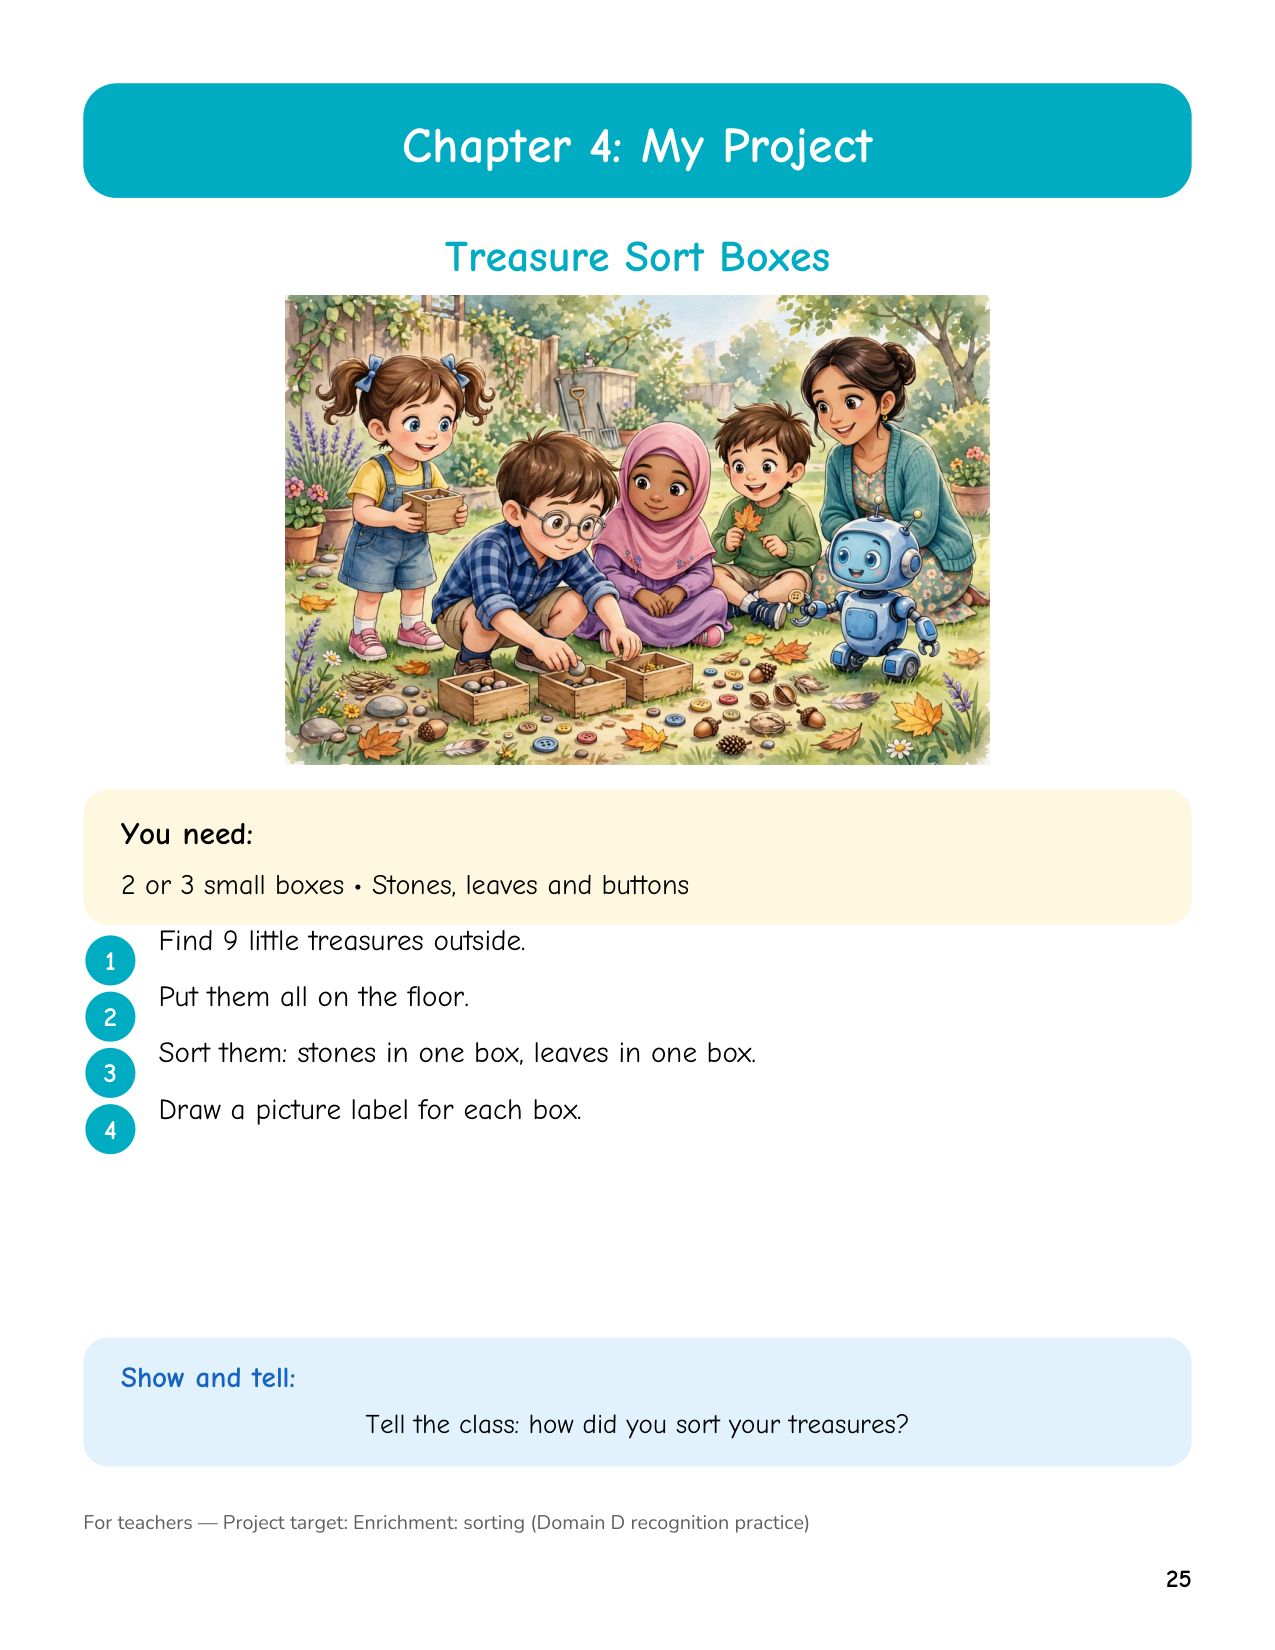 Chapter 4: My Project
Treasure Sort Boxes
You need:
2 or 3 small boxes • Stones, leaves and buttons
1 Find 9 little treasures outside.
2 Put them all on the floor.
3 Sort them: stones in one box, leaves in one box.
4 Draw a picture label for each box.
Show and tell:
Tell the class: how did you sort your treasures?
For teachers — Project target: Enrichment: sorting (Domain D recognition practice)
25